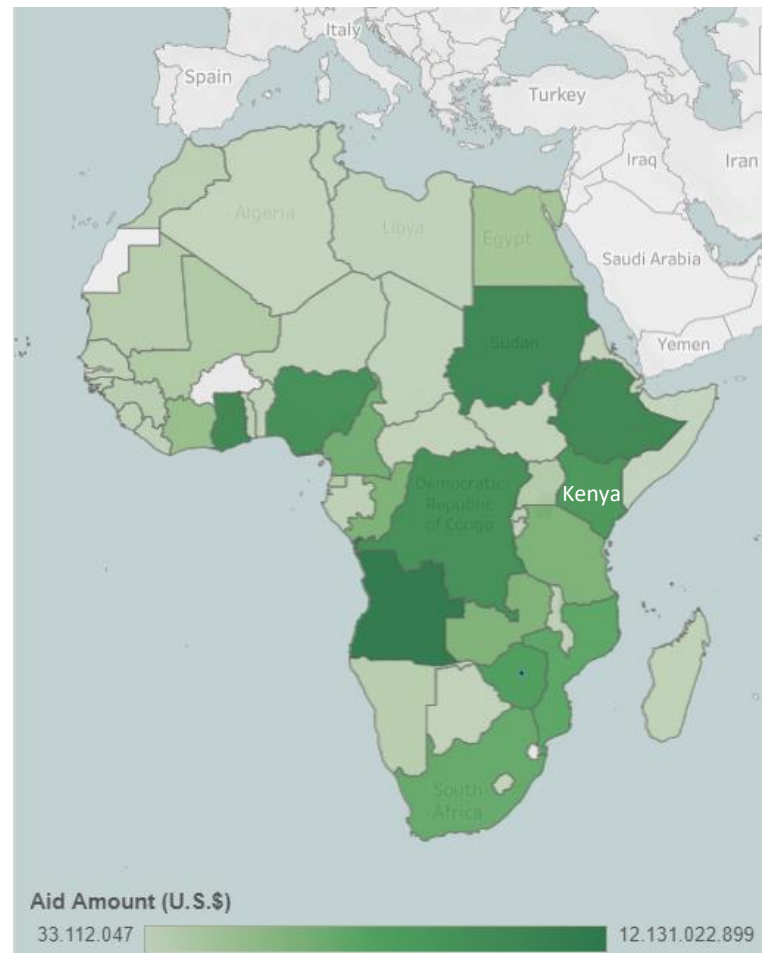 Italy
Spain
Turkey
Iraq
Iran
Algeria
Libya
Egypt
Saudi Arabia
Sudan
Yemen
Kenya
Democratic
Republic
of Congo
South
Africa
Aid Amount (U.S.$)
33.112.047 12.131.022.899